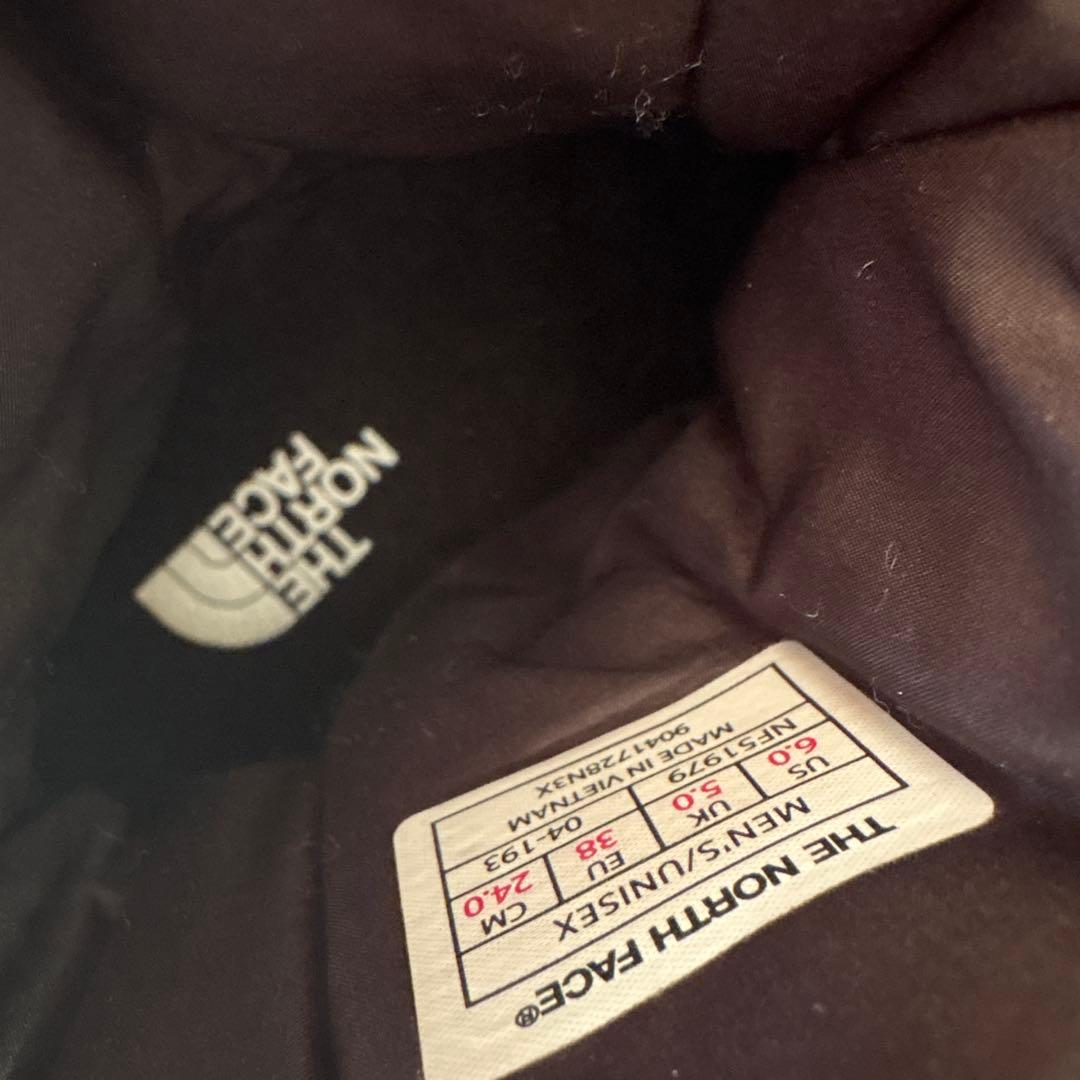 THE
NORTH
FACE
THE NORTH FACE®
MEN'S/UNISEX
US UK EU CM
6.0 5.0 38 24.0
NF51979 04-193
MADE IN VIETNAM
9041728N3X